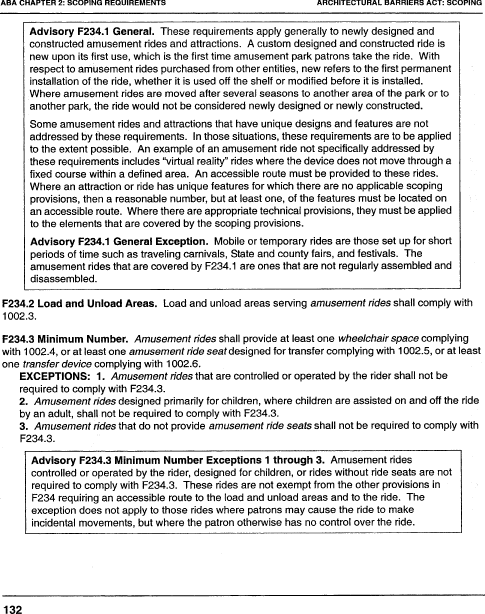 ABA CHAPTER 2: SCOPING REQUIREMENTS ARCHITECTURAL BARRIERS ACT: SCOPING
Advisory F234.1 General. These requirements apply generally to newly designed and
constructed amusement rides and attractions. A custom designed and constructed ride is
new upon its first use, which is the first time amusement park patrons take the ride. With
respect to amusement rides purchased from other entities, new refers to the first permanent
installation of the ride, whether it is used off the shelf or modified before it is installed.
Where amusement rides are moved after several seasons to another area of the park or to
another park, the ride would not be considered newly designed or newly constructed.
Some amusement rides and attractions that have unique designs and features are not
addressed by these requirements. In those situations, these requirements are to be applied
to the extent possible. An example of an amusement ride not specifically addressed by
these requirements includes “virtual reality” rides where the device does not move through a
fixed course within a defined area. An accessible route must be provided to these rides.
Where an attraction or ride has unique features for which there are no applicable scoping
provisions, then a reasonable number, but at least one, of the features must be located on
an accessible route. Where there are appropriate technical provisions, they must be applied
to the elements that are covered by the scoping provisions.
Advisory F234.1 General Exception. Mobile or temporary rides are those set up for short
periods of time such as traveling carnivals, State and county fairs, and festivals. The
amusement rides that are covered by F234.1 are ones that are not regularly assembled and
disassembled.
F234.2 Load and Unload Areas. Load and unload areas serving amusement rides shall comply with
1002.3.
F234.3 Minimum Number. Amusement rides shall provide at least one wheelchair space complying
with 1002.4, or at least one amusement ride seat designed for transfer complying with 1002.5, or at least
one transfer device complying with 1002.6.
EXCEPTIONS: 1. Amusement rides that are controlled or operated by the rider shall not be
required to comply with F234.3.
2. Amusement rides designed primarily for children, where children are assisted on and off the ride
by an adult, shall not be required to comply with F234.3.
3. Amusement rides that do not provide amusement ride seats shall not be required to comply with
F234.3.
Advisory F234.3 Minimum Number Exceptions 1 through 3. Amusement rides
controlled or operated by the rider, designed for children, or rides without ride seats are not
required to comply with F234.3. These rides are not exempt from the other provisions in
F234 requiring an accessible route to the load and unload areas and to the ride. The
exception does not apply to those rides where patrons may cause the ride to make
incidental movements, but where the patron otherwise has no control over the ride.
132